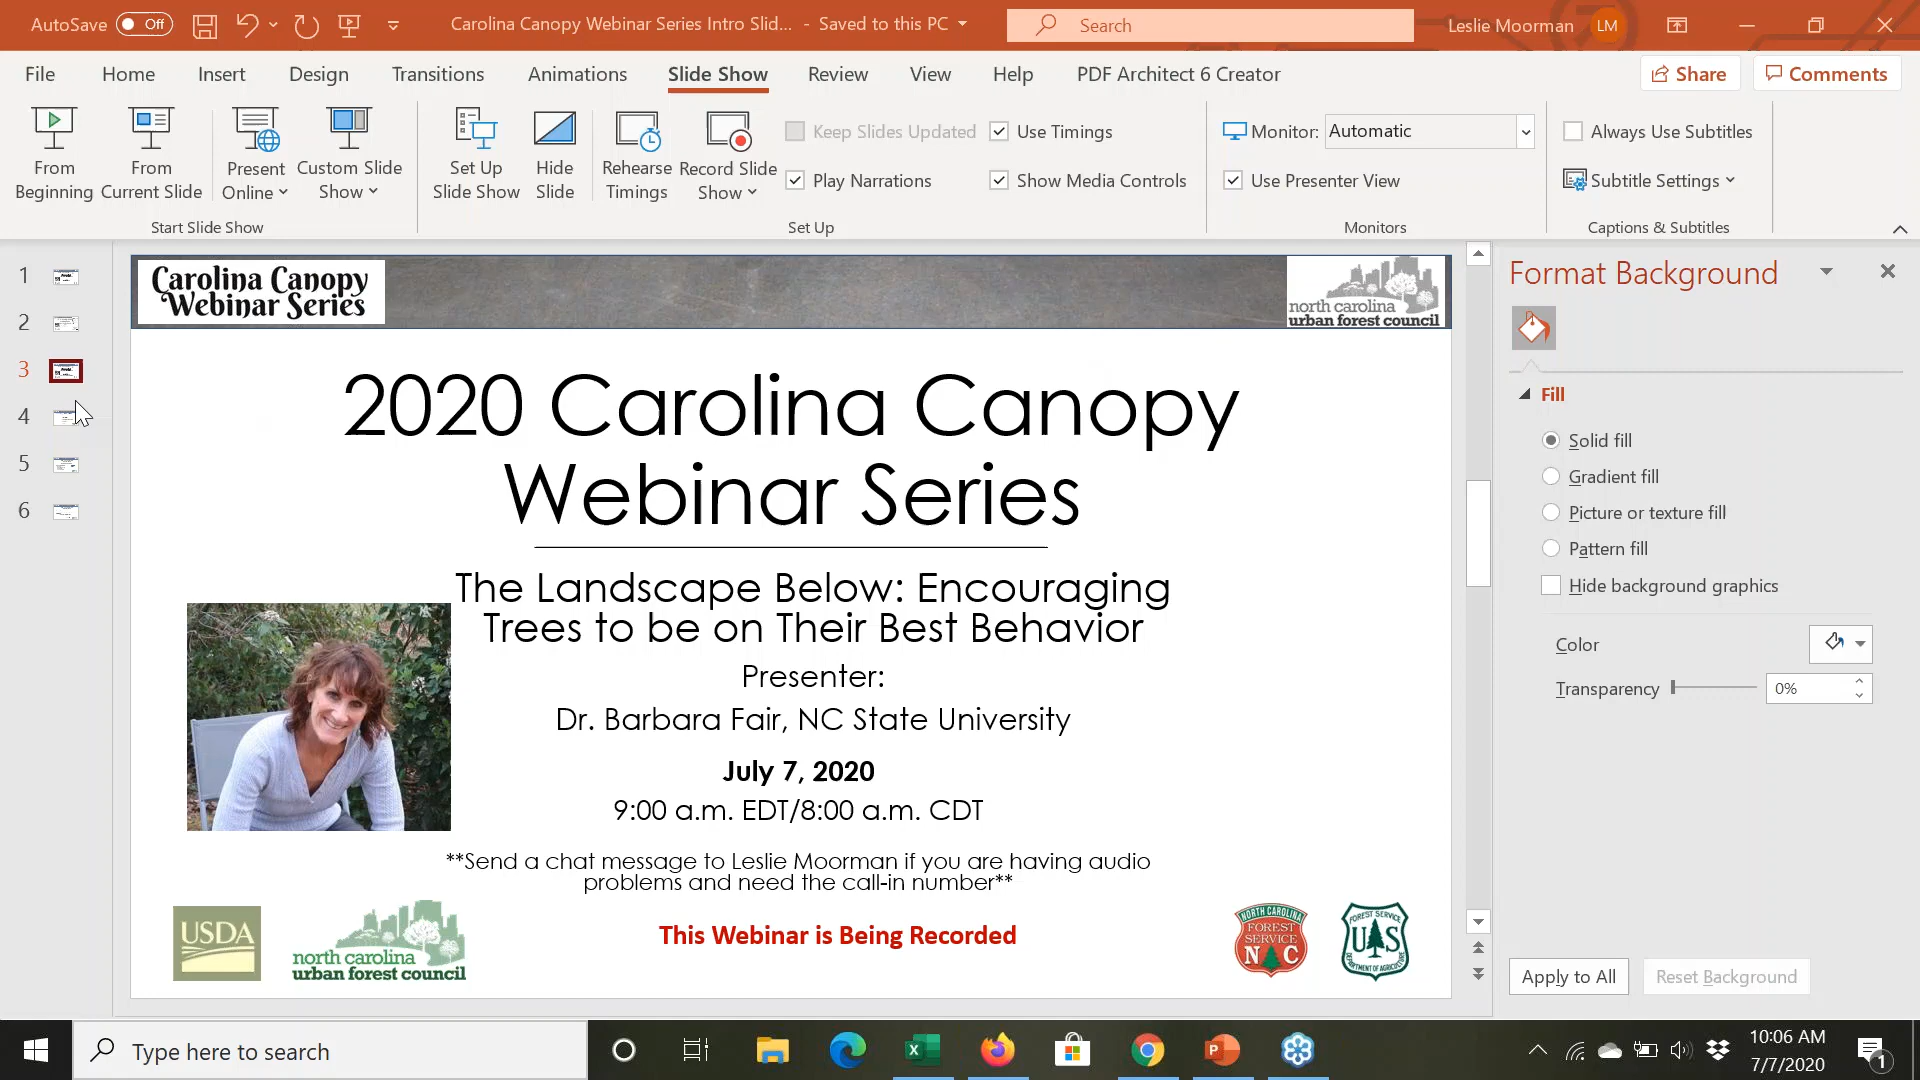 AutoSave Off
Carolina Canopy Webinar Series Intro Slid... - Saved to this PC
Search
Leslie Moorman LM
File Home Insert Design Transitions Animations Slide Show Review View Help PDF Architect 6 Creator
Share Comments
From Beginning
From Current Slide
Present Online
Custom Slide Show
Start Slide Show
Set Up Slide Show
Hide Slide
Rehearse Timings
Record Slide Show
Keep Slides Updated
Play Narrations
Use Timings
Show Media Controls
Set Up
Monitor: Automatic
Use Presenter View
Monitors
Always Use Subtitles
Subtitle Settings
Captions & Subtitles
1
2
3
4
5
6
Carolina Canopy
Webinar Series
north carolina
urban forest council
2020 Carolina Canopy
Webinar Series
The Landscape Below: Encouraging
Trees to be on Their Best Behavior
Presenter:
Dr. Barbara Fair, NC State University
July 7, 2020
9:00 a.m. EDT/8:00 a.m. CDT
**Send a chat message to Leslie Moorman if you are having audio
problems and need the call-in number**
This Webinar is Being Recorded
USDA
north carolina
urban forest council
NORTH CAROLINA
FOREST
SERVICE
N C
FOREST SERVICE
U S
DEPARTMENT OF AGRICULTURE
Format Background
Fill
Solid fill
Gradient fill
Picture or texture fill
Pattern fill
Hide background graphics
Color
Transparency 0%
Apply to All Reset Background
Type here to search
10:06 AM
7/7/2020
1